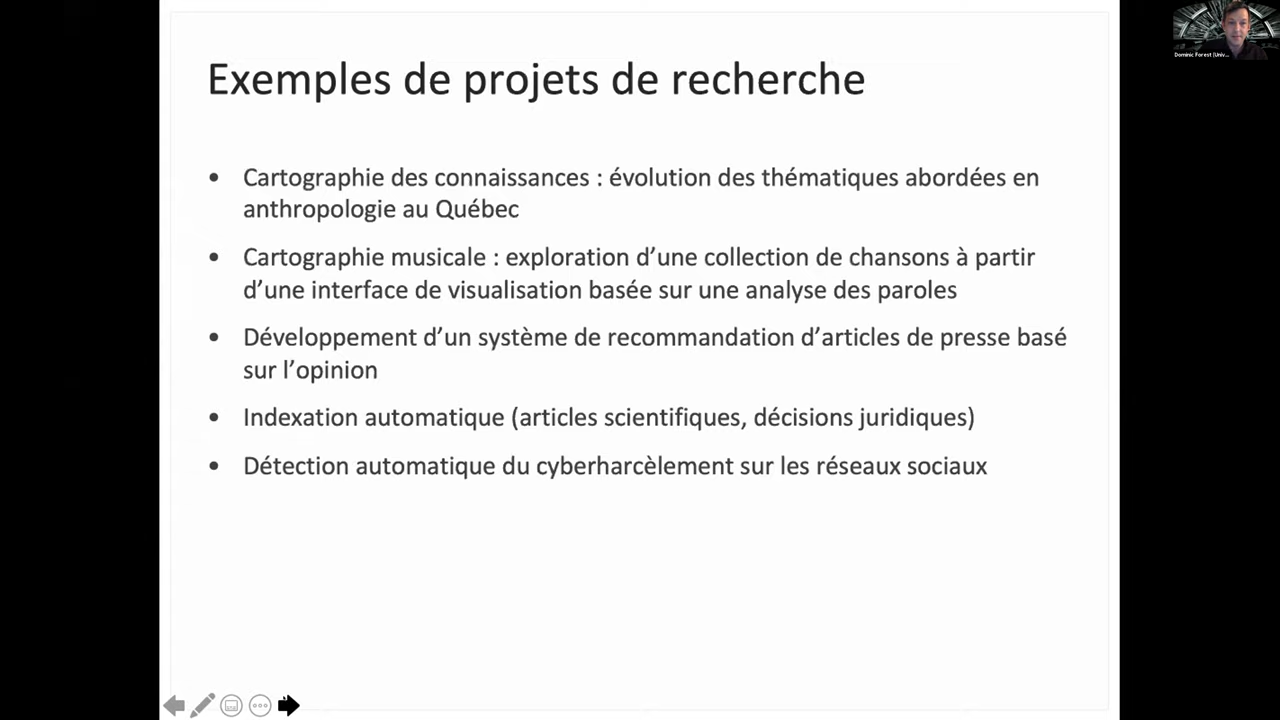 Exemples de projets de recherche
• Cartographie des connaissances : évolution des thématiques abordées en
anthropologie au Québec
• Cartographie musicale : exploration d’une collection de chansons à partir
d’une interface de visualisation basée sur une analyse des paroles
• Développement d’un système de recommandation d’articles de presse basé
sur l’opinion
• Indexation automatique (articles scientifiques, décisions juridiques)
• Détection automatique du cyberharcèlement sur les réseaux sociaux
Dominic Forest (Univ...